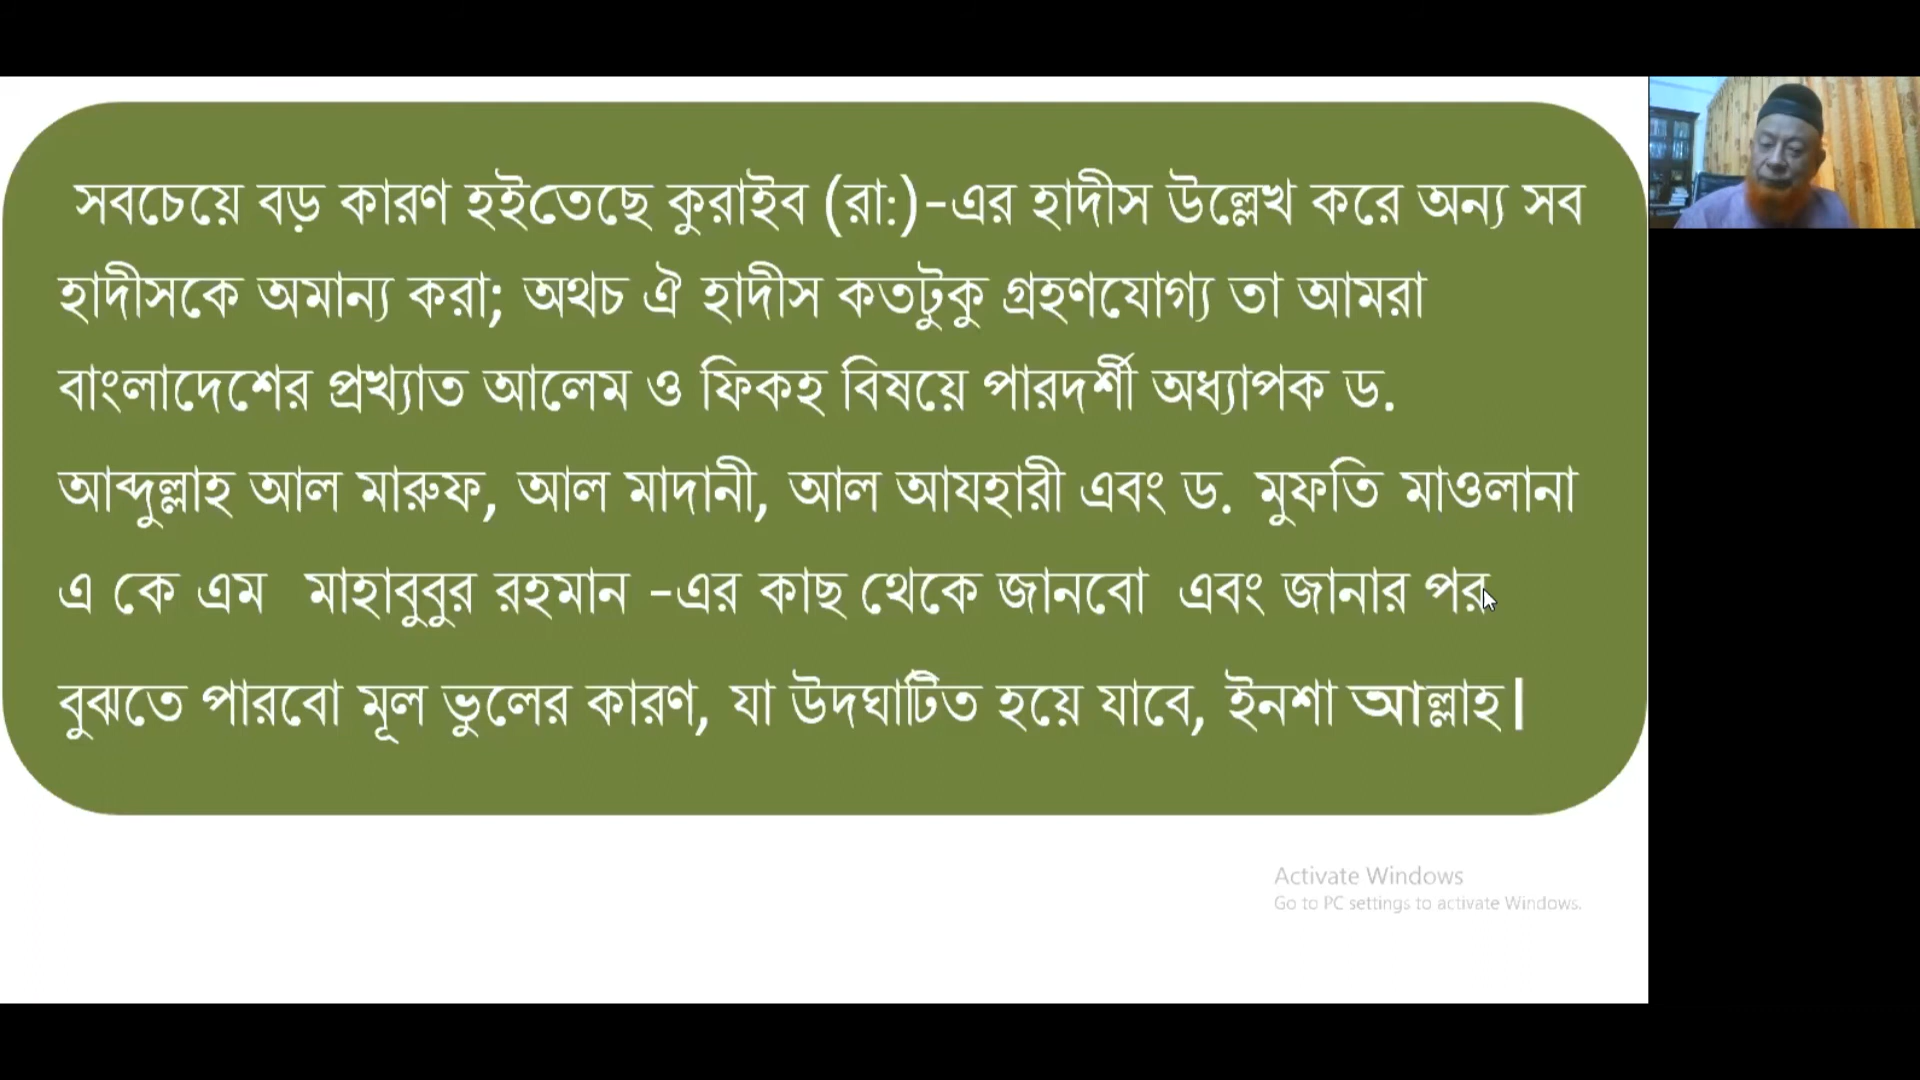 সবচেয়ে বড় কারণ হইতেছে কুরাইব (রা:)-এর হাদীস উল্লেখ করে অন্য সব
হাদীসকে অমান্য করা; অথচ ঐ হাদীস কতটুকু গ্রহণযোগ্য তা আমরা
বাংলাদেশের প্রখ্যাত আলেম ও ফিকহ বিষয়ে পারদর্শী অধ্যাপক ড.
আব্দুল্লাহ আল মারুফ, আল মাদানী, আল আযহারী এবং ড. মুফতি মাওলানা
এ কে এম মাহাবুবুর রহমান -এর কাছ থেকে জানবো এবং জানার পর
বুঝতে পারবো মূল ভুলের কারণ, যা উদঘাটিত হয়ে যাবে, ইনশা আল্লাহ|
Activate Windows
Go to PC settings to activate Windows.